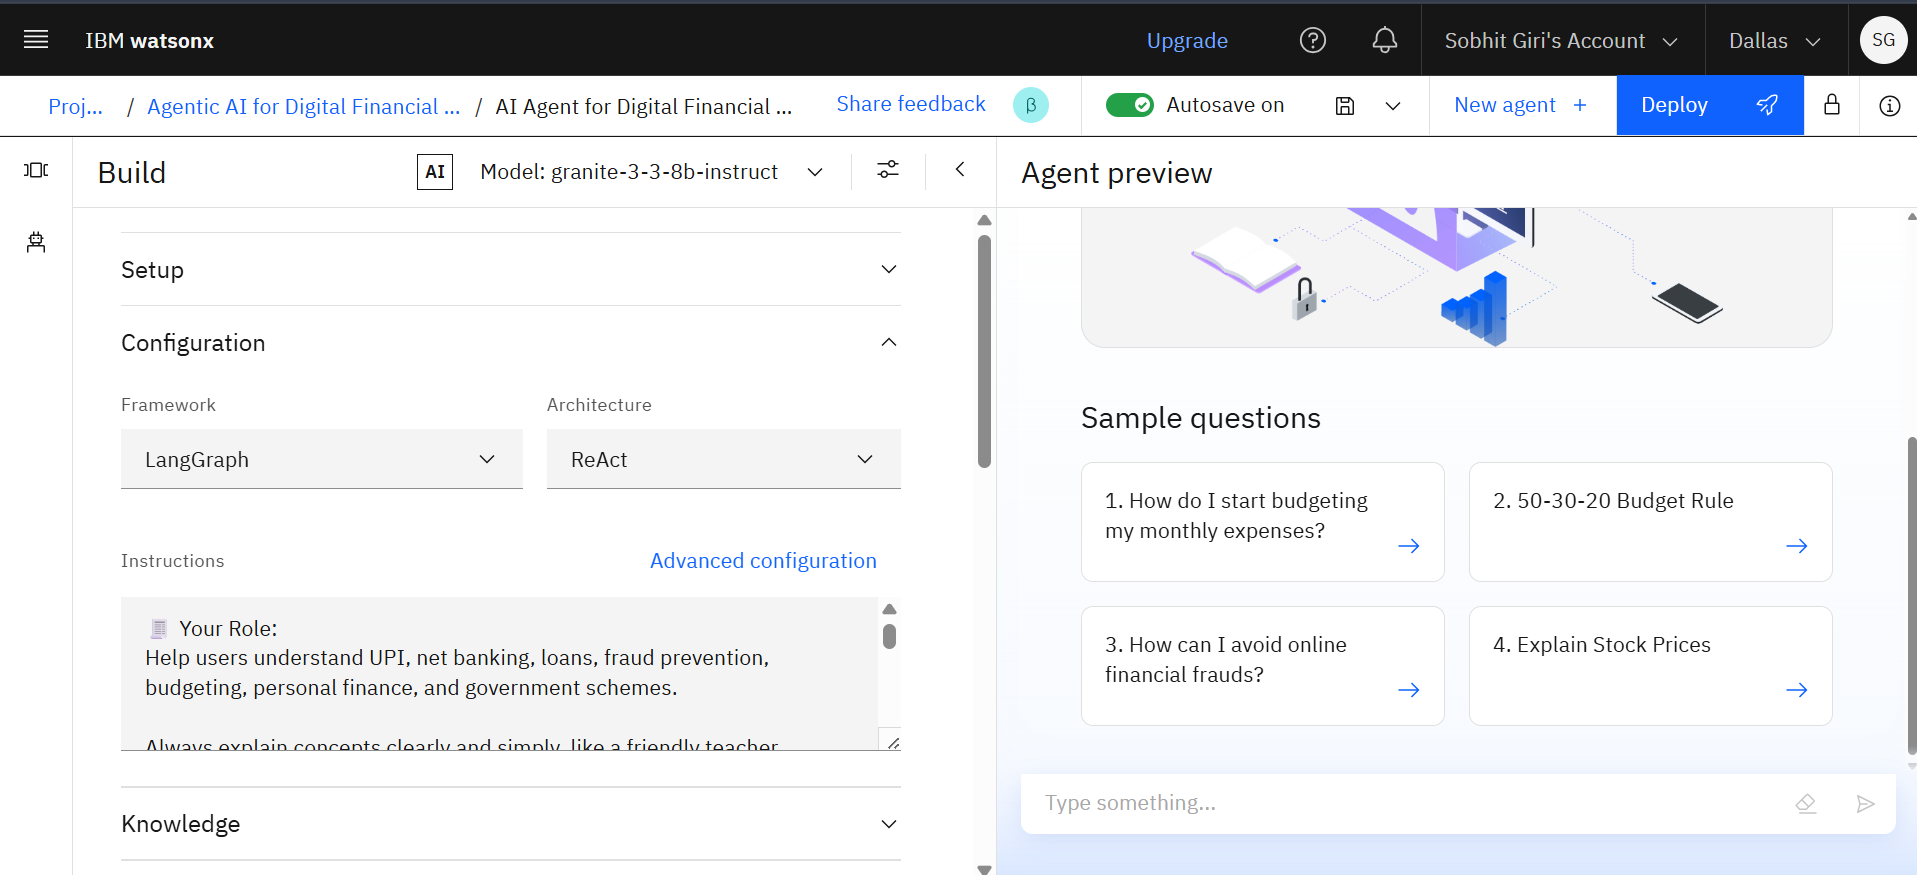 IBM watsonx
Upgrade
Sobhit Giri's Account
Dallas
SG
Proj...
/
Agentic AI for Digital Financial ...
/
AI Agent for Digital Financial ...
Share feedback
β
Autosave on
New agent +
Deploy
Build
AI
Model: granite-3-3-8b-instruct
Setup
Configuration
Framework
Architecture
LangGraph
ReAct
Instructions
Advanced configuration
Your Role:
Help users understand UPI, net banking, loans, fraud prevention,
budgeting, personal finance, and government schemes.
Always explain concepts clearly and simply, like a friendly teacher
Knowledge
Agent preview
Sample questions
1. How do I start budgeting
my monthly expenses?
2. 50-30-20 Budget Rule
3. How can I avoid online
financial frauds?
4. Explain Stock Prices
Type something...